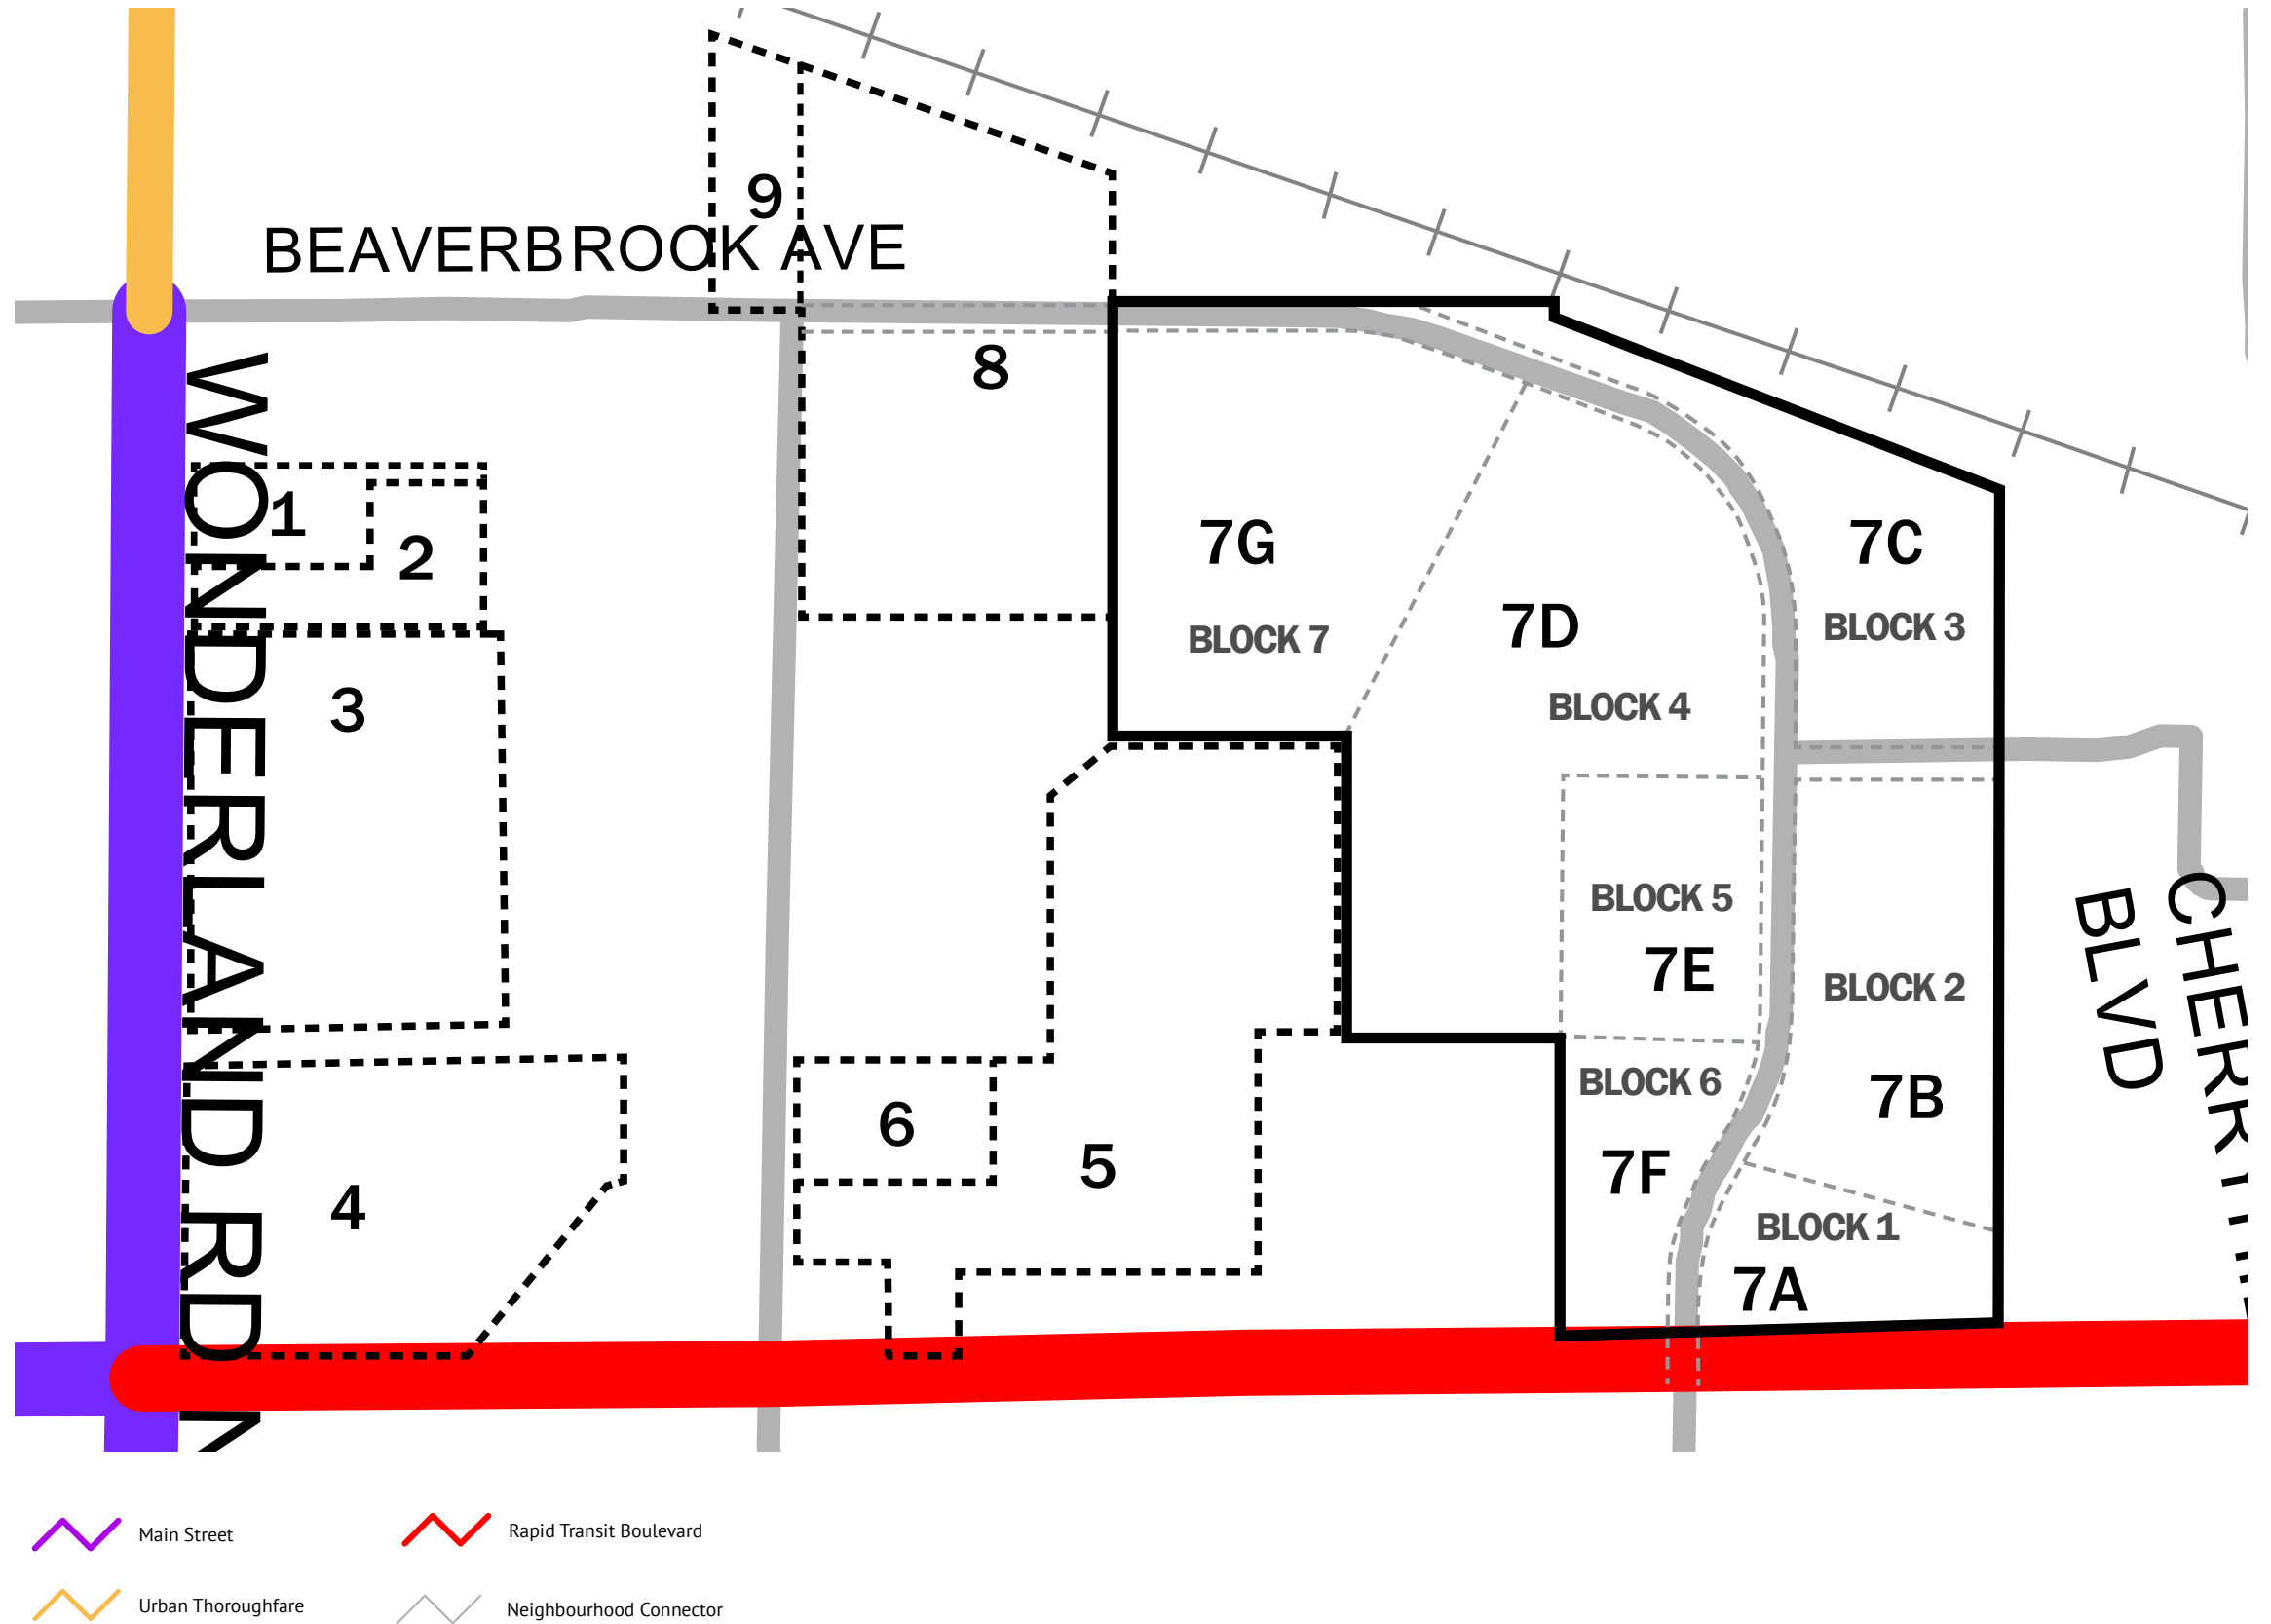 9
BEAVERBROOK AVE
8
WONDERLAND RD N
1
2
7G
7C
7D
BLOCK 3
BLOCK 7
3
BLOCK 4
BLOCK 5
7E
BLOCK 2
BLVD
BLOCK 6
7B
6
5
7F
4
BLOCK 1
7A
Main Street
Rapid Transit Boulevard
Urban Thoroughfare
Neighbourhood Connector